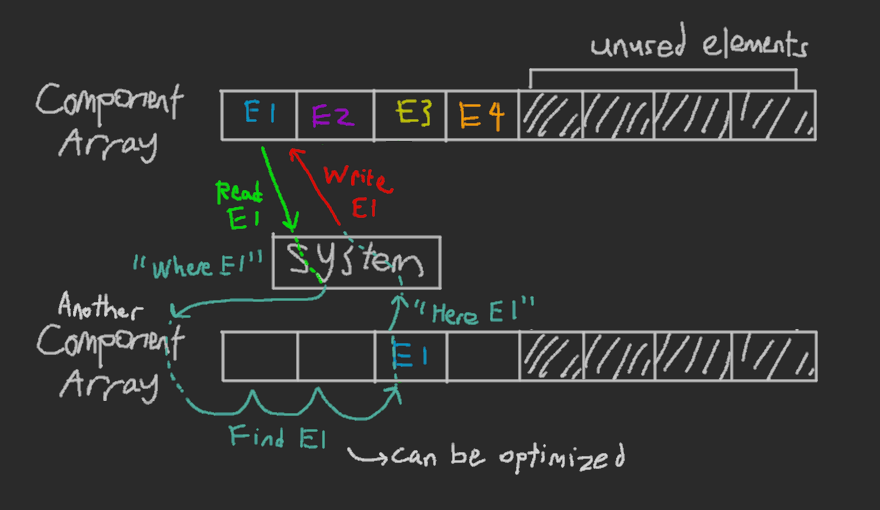 unused elements
Component
Array
E1 E2 E3 E4
Read
E1
Write
E1
"Where E1"
System
Another
Component
Array
"Here E1"
E1
Find E1
can be optimized